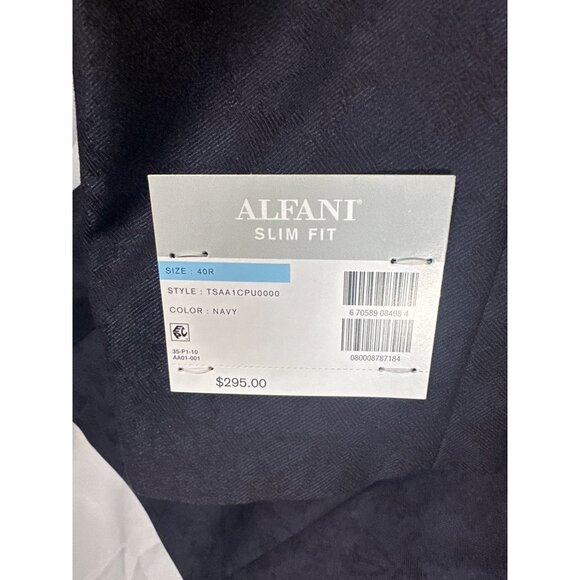 ALFANI®
SLIM FIT
SIZE : 40R
STYLE : TSAA1CPU0000
COLOR : NAVY
35-P1-10
AA01-001
$295.00
6 70589 08498 4
080008787184